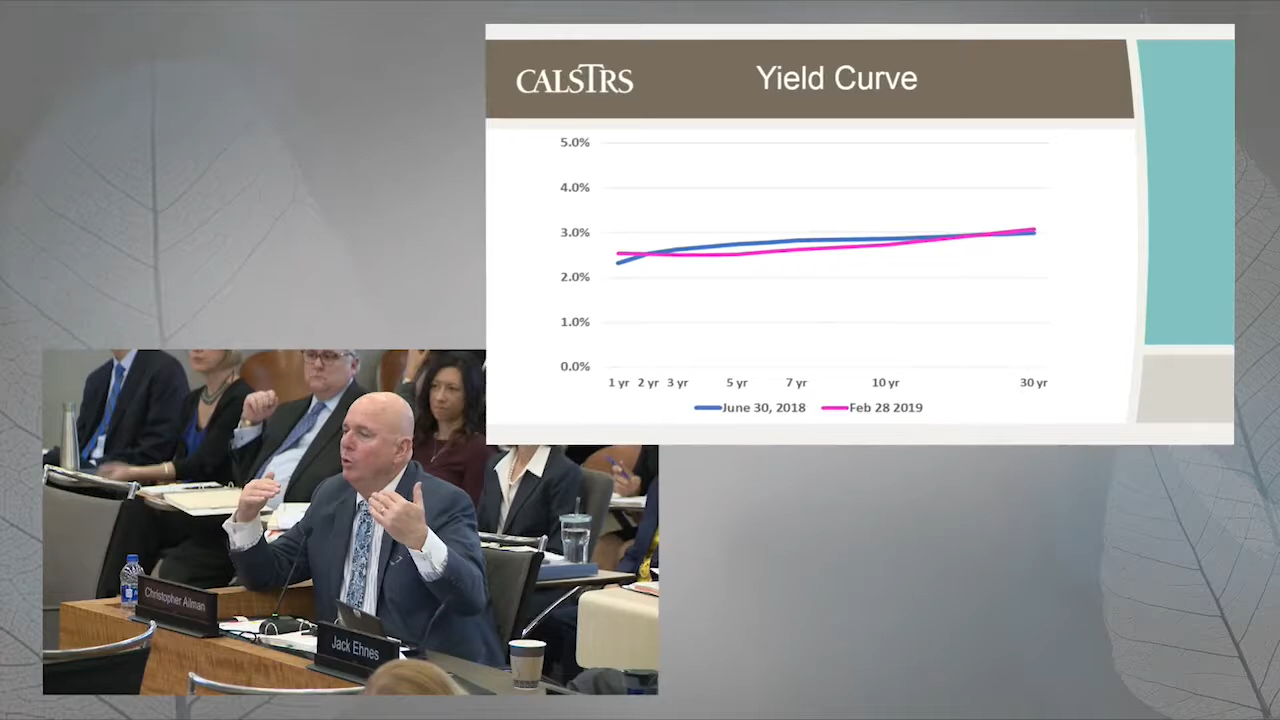 CALSTRS
Yield Curve
5.0%
4.0%
3.0%
2.0%
1.0%
0.0%
1 yr 2 yr 3 yr 5 yr 7 yr 10 yr 30 yr
June 30, 2018 Feb 28 2019
Christopher Ailman
Jack Ehnes